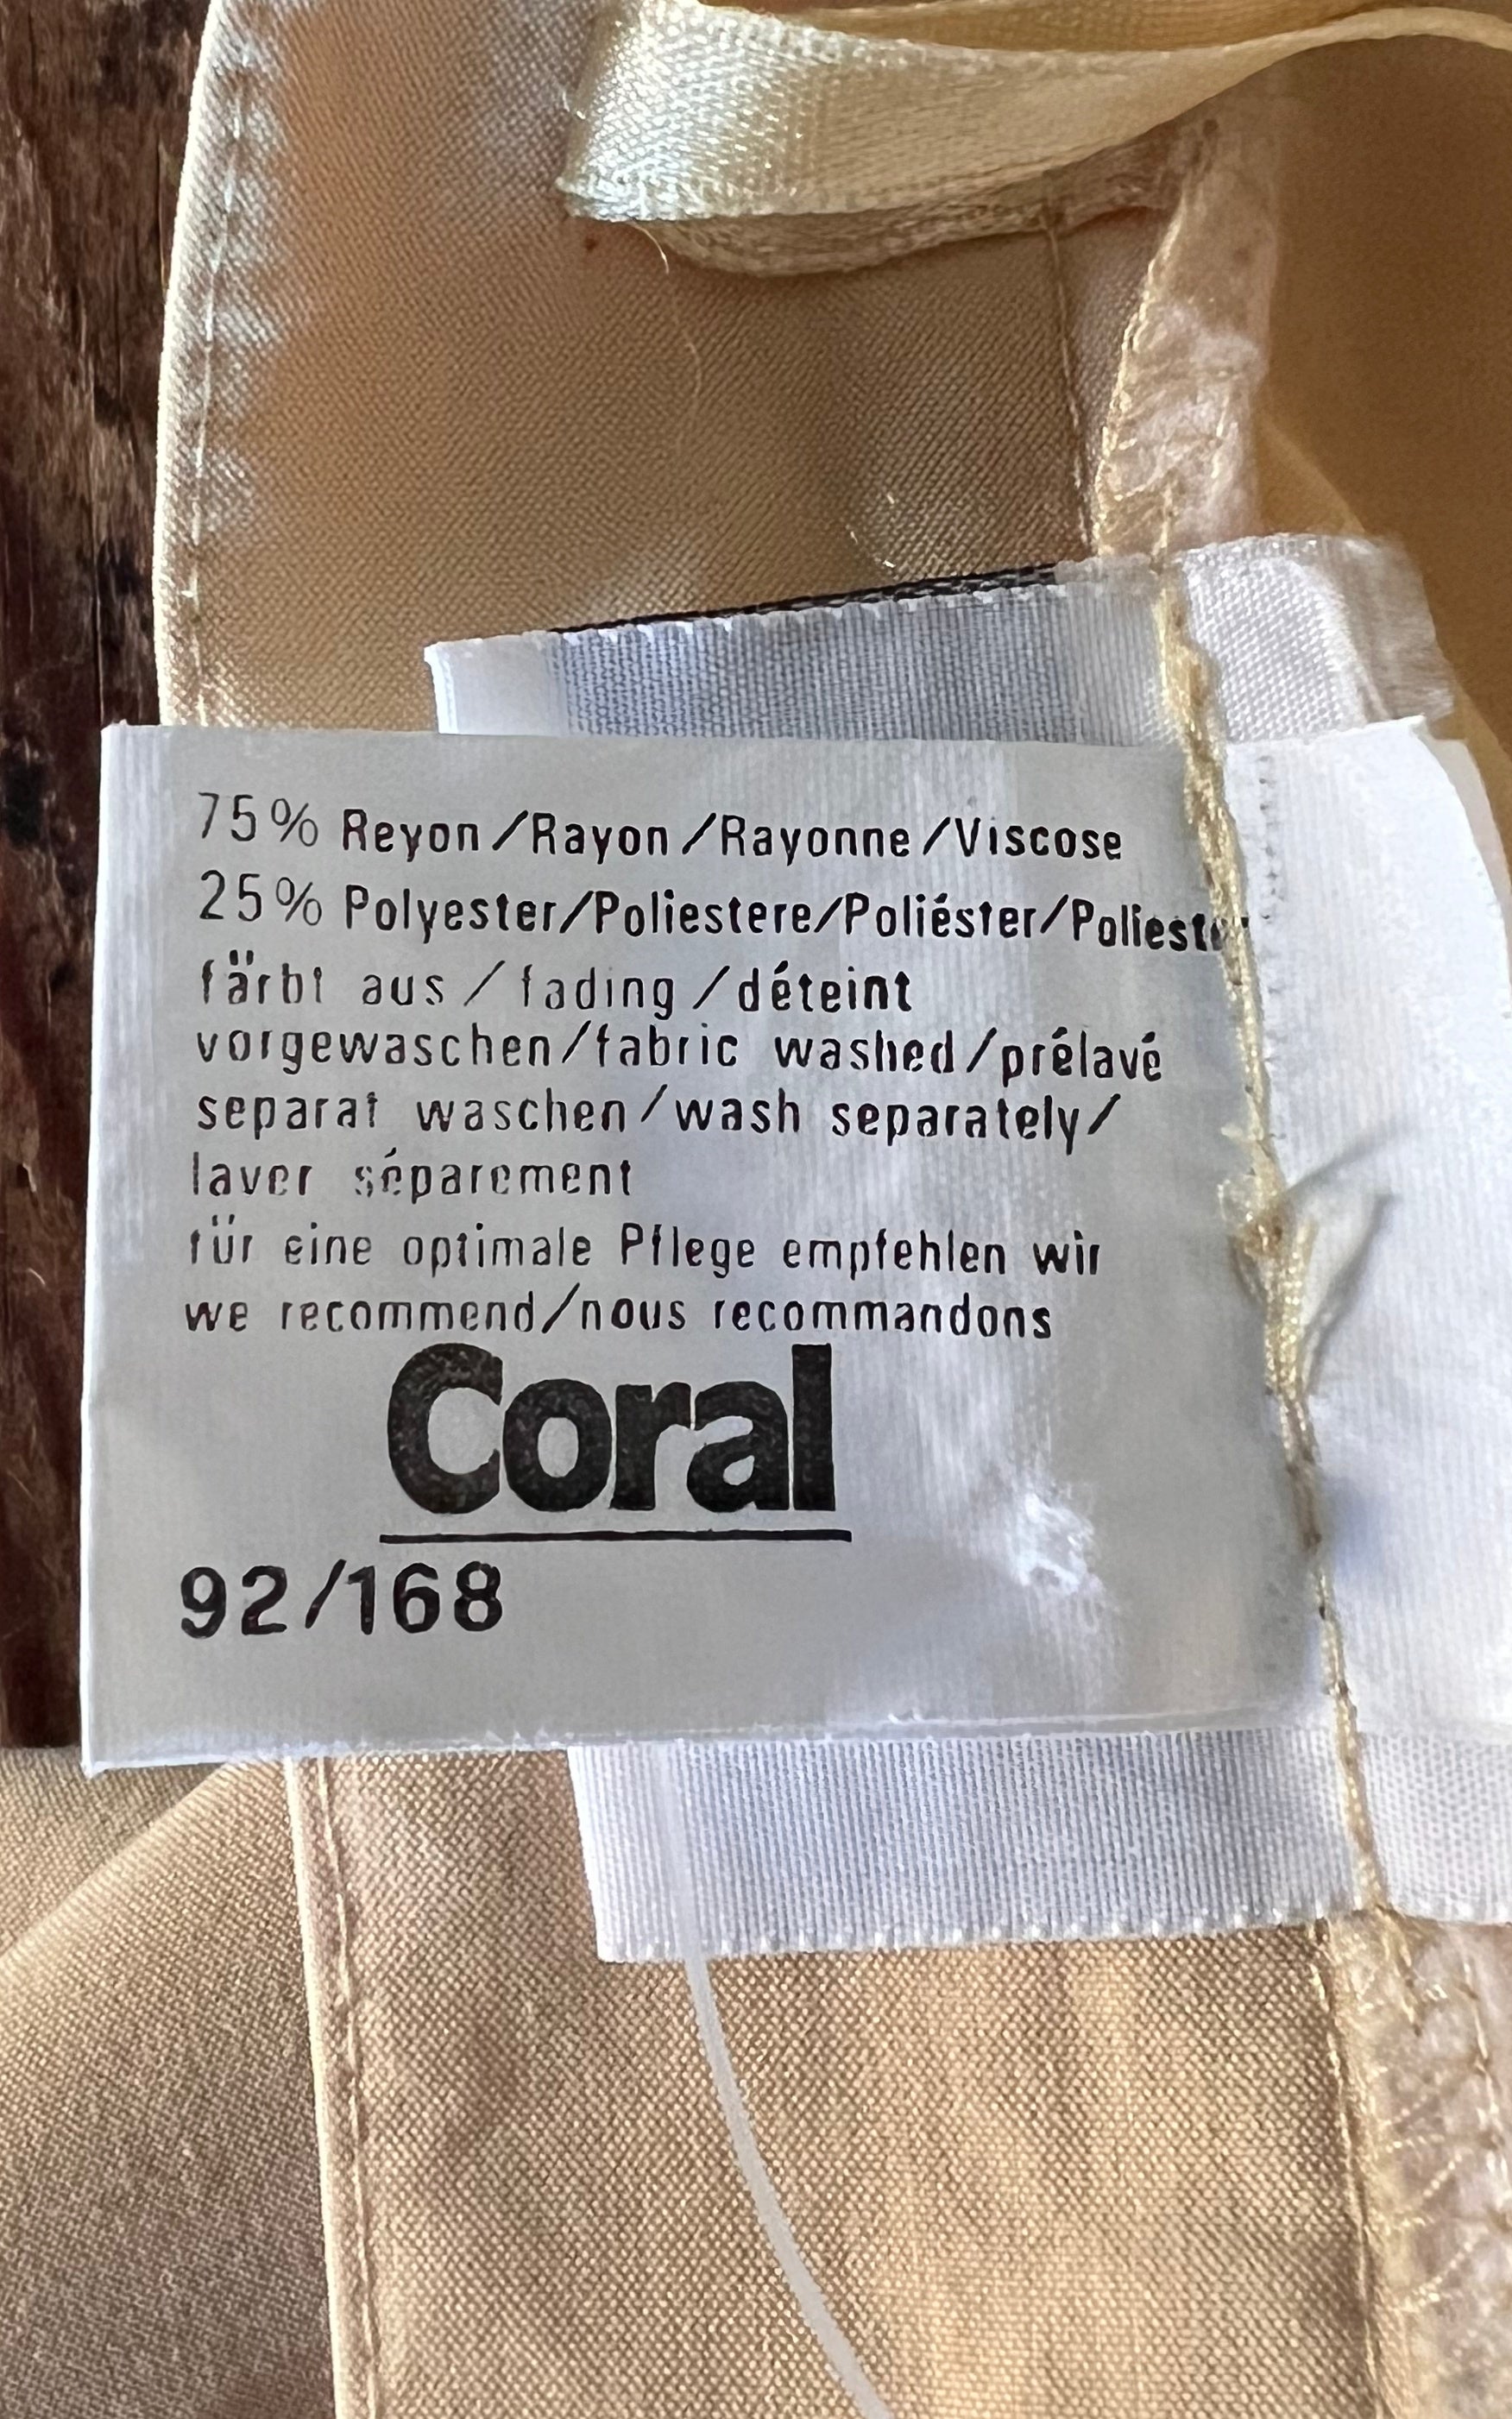 75% Reyon/Rayon/Rayonne/Viscose
25% Polyester/Poliestere/Poliéster/Poliester
färbt aus / fading / déteint
vorgewaschen/fabric washed/prélavé
separat waschen/wash separately/
laver séparement
für eine optimale Pflege empfehlen wir
we recommend/nous recommandons
Coral
92/168